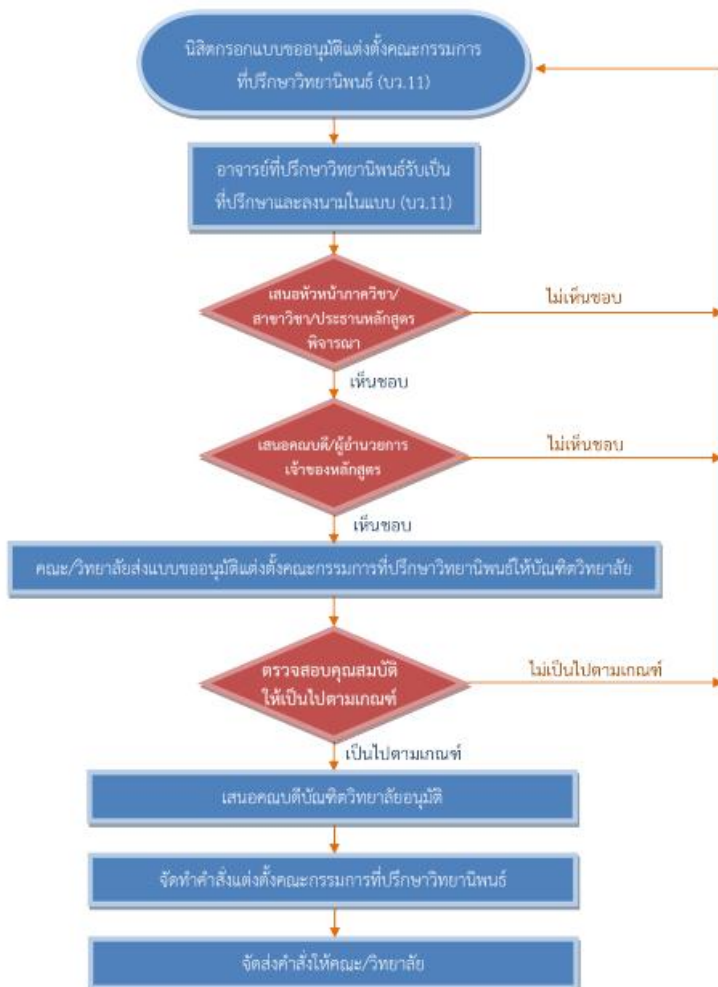 นิสิตกรอกแบบขออนุมัติแต่งตั้งคณะกรรมการ
ที่ปรึกษาวิทยานิพนธ์ (บว.11)
อาจารย์ที่ปรึกษาวิทยานิพนธ์รับเป็น
ที่ปรึกษาและลงนามในแบบ (บว.11)
เสนอหัวหน้าภาควิชา/
สาขาวิชา/ประธานหลักสูตร
พิจารณา
ไม่เห็นชอบ
เห็นชอบ
เสนอคณบดี/ผู้อำนวยการ
เจ้าของหลักสูตร
ไม่เห็นชอบ
เห็นชอบ
คณะ/วิทยาลัยส่งแบบขออนุมัติแต่งตั้งคณะกรรมการที่ปรึกษาวิทยานิพนธ์ให้บัณฑิตวิทยาลัย
ตรวจสอบคุณสมบัติ
ให้เป็นไปตามเกณฑ์
ไม่เป็นไปตามเกณฑ์
เป็นไปตามเกณฑ์
เสนอคณบดีบัณฑิตวิทยาลัยอนุมัติ
จัดทำคำสั่งแต่งตั้งคณะกรรมการที่ปรึกษาวิทยานิพนธ์
จัดส่งคำสั่งให้คณะ/วิทยาลัย